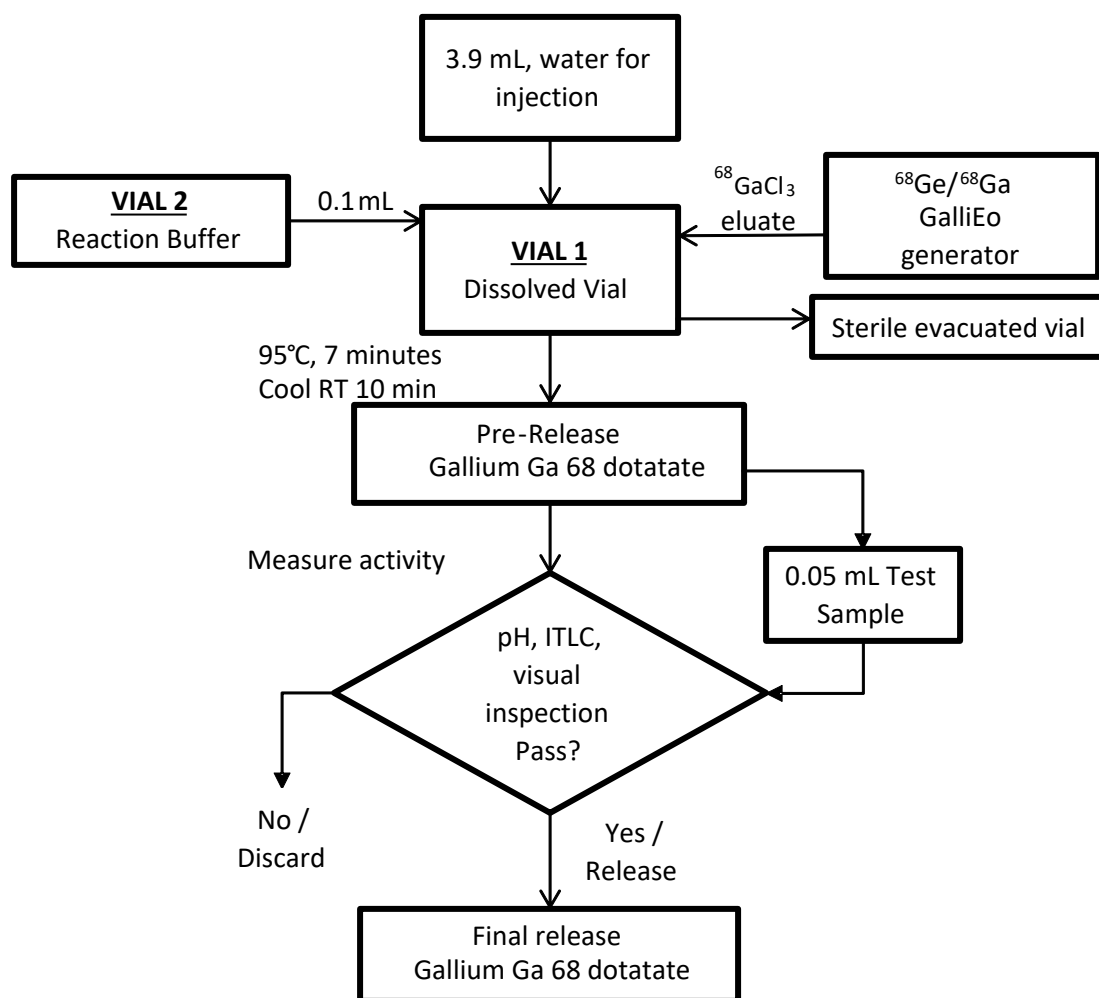 3.9 mL, water for
injection
VIAL 2
Reaction Buffer
0.1 mL
VIAL 1
Dissolved Vial
⁶⁸GaCl₃
eluate
⁶⁸Ge/⁶⁸Ga
GalliEo
generator
Sterile evacuated vial
95℃, 7 minutes
Cool RT 10 min
Pre-Release
Gallium Ga 68 dotatate
Measure activity
0.05 mL Test
Sample
pH, ITLC,
visual
inspection
Pass?
No /
Discard
Yes /
Release
Final release
Gallium Ga 68 dotatate